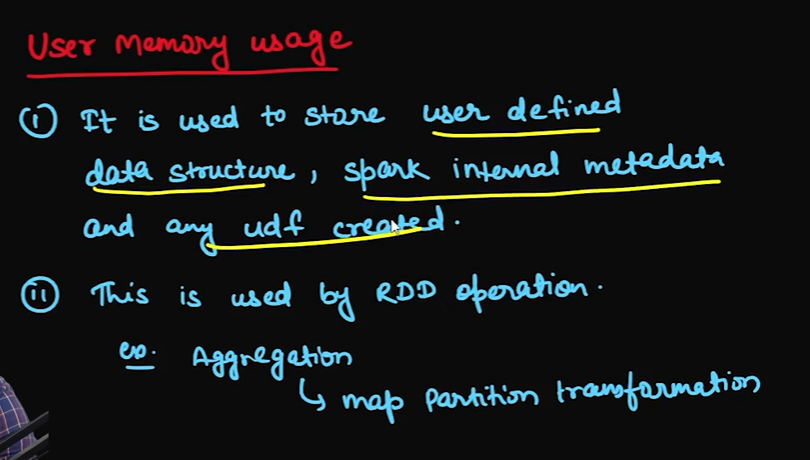 User Memory usage
(i) It is used to store user defined
data structure, spark internal metadata
and any udf created.
(ii) This is used by RDD operation.
ex. Aggregation
↳ map Partition transformation